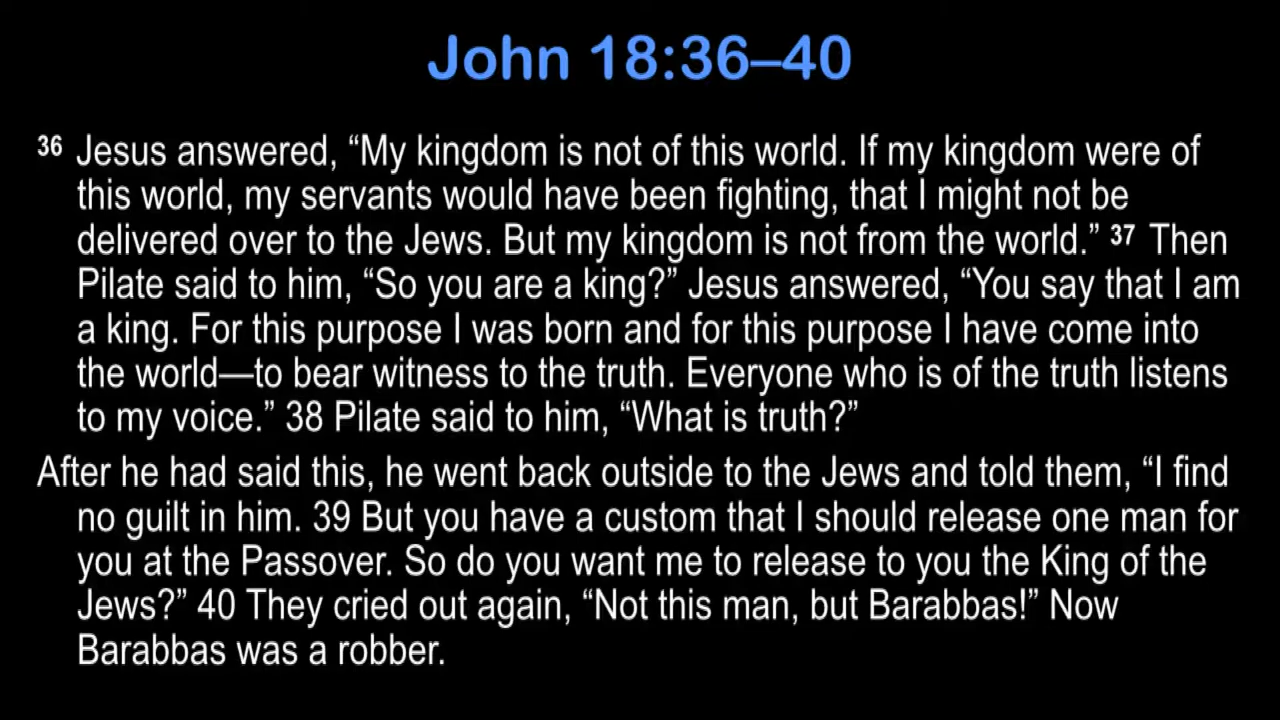 John 18:36–40
36 Jesus answered, “My kingdom is not of this world. If my kingdom were of
this world, my servants would have been fighting, that I might not be
delivered over to the Jews. But my kingdom is not from the world.” 37 Then
Pilate said to him, “So you are a king?” Jesus answered, “You say that I am
a king. For this purpose I was born and for this purpose I have come into
the world—to bear witness to the truth. Everyone who is of the truth listens
to my voice.” 38 Pilate said to him, “What is truth?”
After he had said this, he went back outside to the Jews and told them, “I find
no guilt in him. 39 But you have a custom that I should release one man for
you at the Passover. So do you want me to release to you the King of the
Jews?” 40 They cried out again, “Not this man, but Barabbas!” Now
Barabbas was a robber.